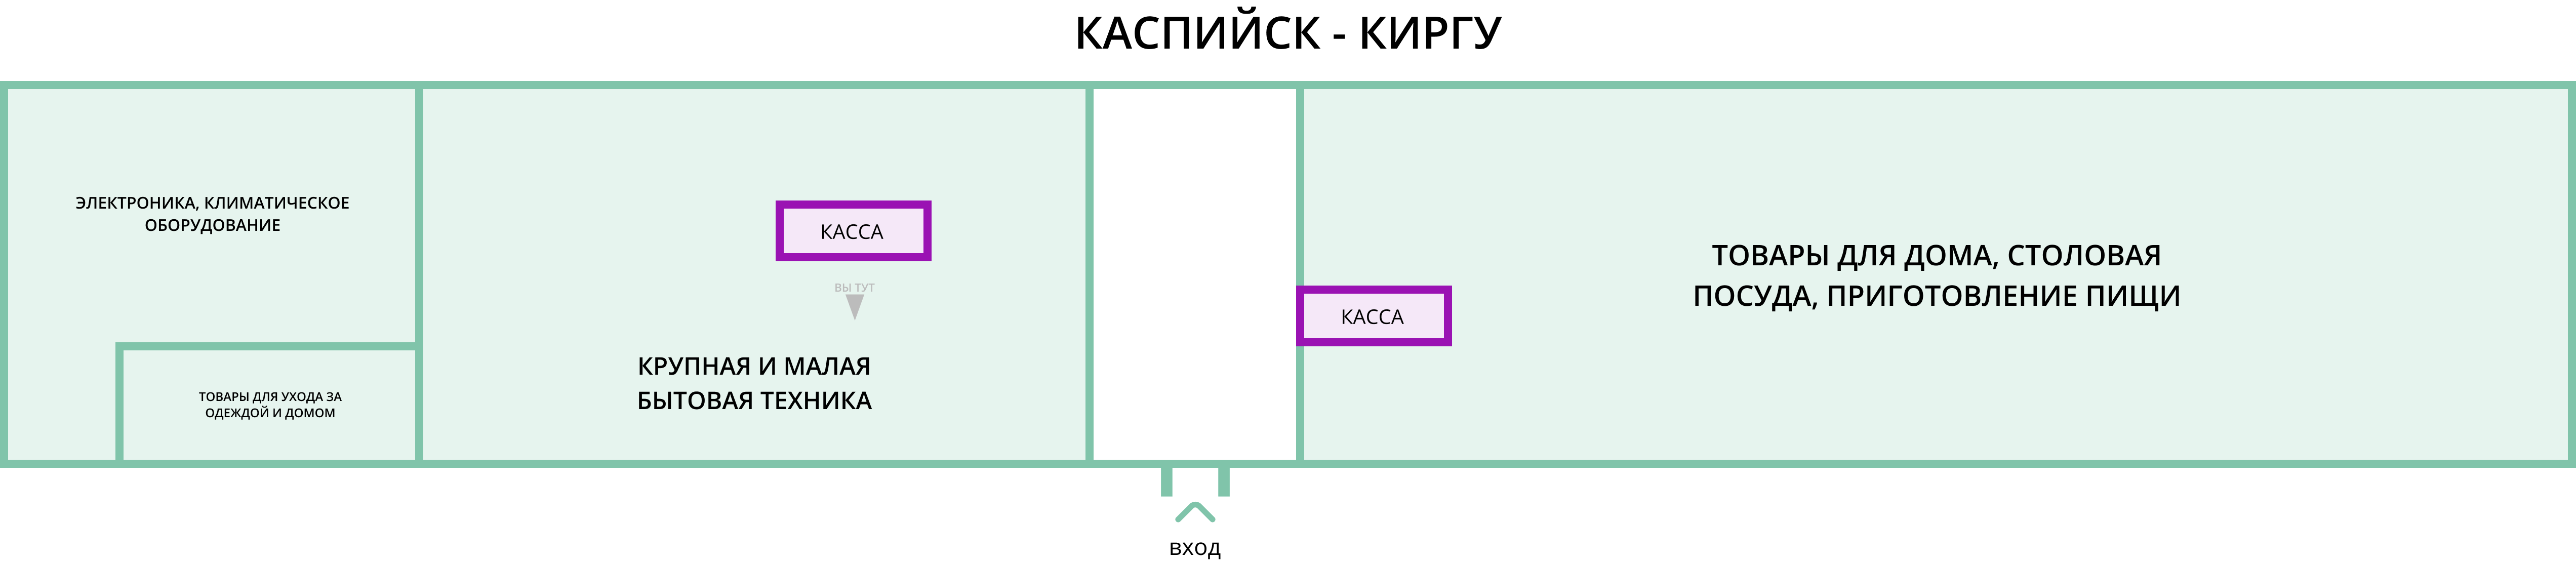 КАСПИЙСК - КИРГУ
ЭЛЕКТРОНИКА, КЛИМАТИЧЕСКОЕ
ОБОРУДОВАНИЕ
ТОВАРЫ ДЛЯ УХОДА ЗА
ОДЕЖДОЙ И ДОМОМ
КАССА
ВЫ ТУТ
КРУПНАЯ И МАЛАЯ
БЫТОВАЯ ТЕХНИКА
КАССА
ТОВАРЫ ДЛЯ ДОМА, СТОЛОВАЯ
ПОСУДА, ПРИГОТОВЛЕНИЕ ПИЩИ
вход